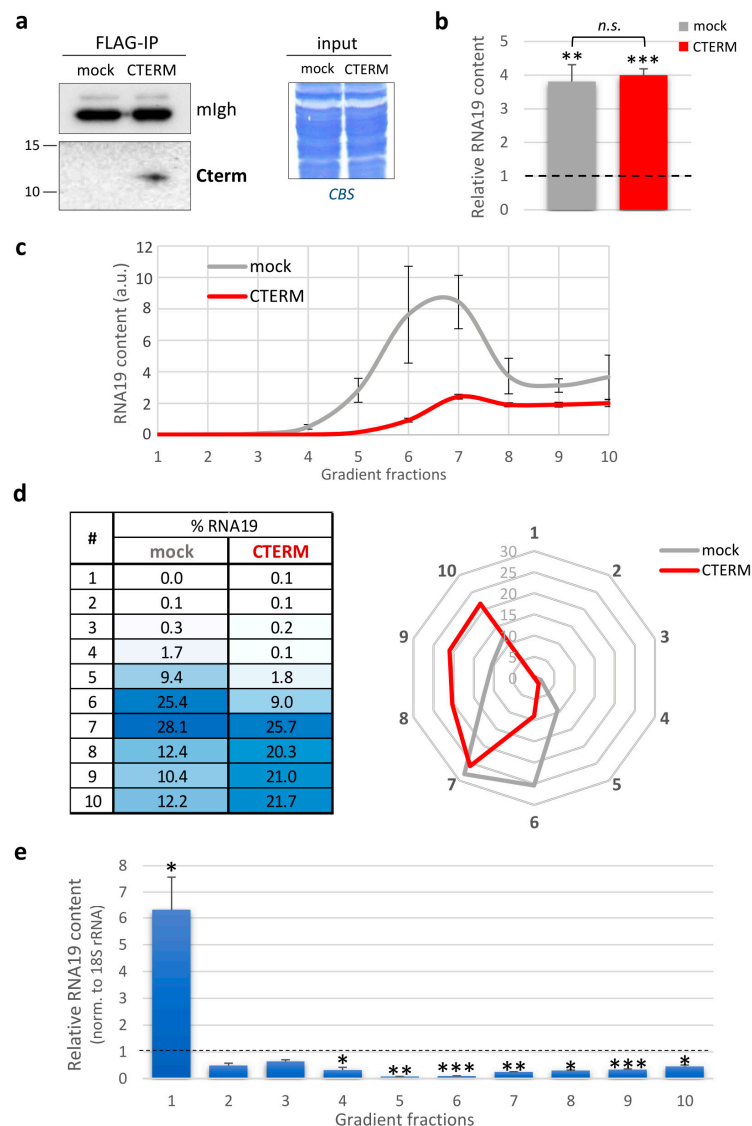 a
FLAG-IP
mock CTERM
mIgh
15
10
Cterm
input
mock CTERM
CBS
b
n.s.
mock
CTERM
** ***
Relative RNA19 content
5
4
3
2
1
0
c
RNA19 content (a.u.)
12
10
8
6
4
2
0
mock
CTERM
1 2 3 4 5 6 7 8 9 10
Gradient fractions
d
# % RNA19
mock CTERM
1 0.0 0.1
2 0.1 0.1
3 0.3 0.2
4 1.7 0.1
5 9.4 1.8
6 25.4 9.0
7 28.1 25.7
8 12.4 20.3
9 10.4 21.0
10 12.2 21.7
mock
CTERM
1
2
3
4
5
6
7
8
9
10
30
25
20
15
10
5
0
e
Relative RNA19 content
(norm. to 18S rRNA)
8
7
6
5
4
3
2
1
0
* * ** *** ** * *** *
1 2 3 4 5 6 7 8 9 10
Gradient fractions